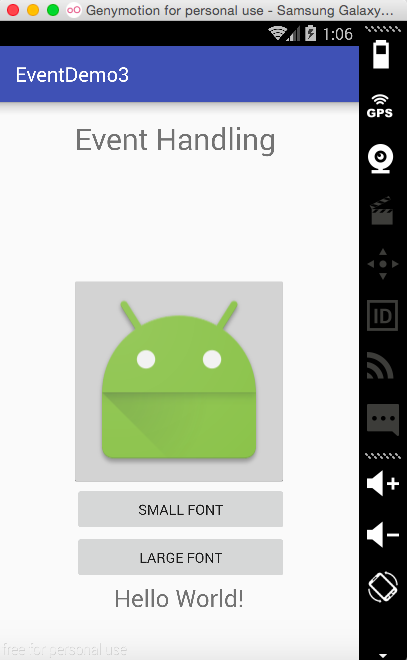 Genymotion for personal use - Samsung Galaxy...
1:06
EventDemo3
GPS
Event Handling
ID
SMALL FONT
LARGE FONT
Hello World!
free for personal use